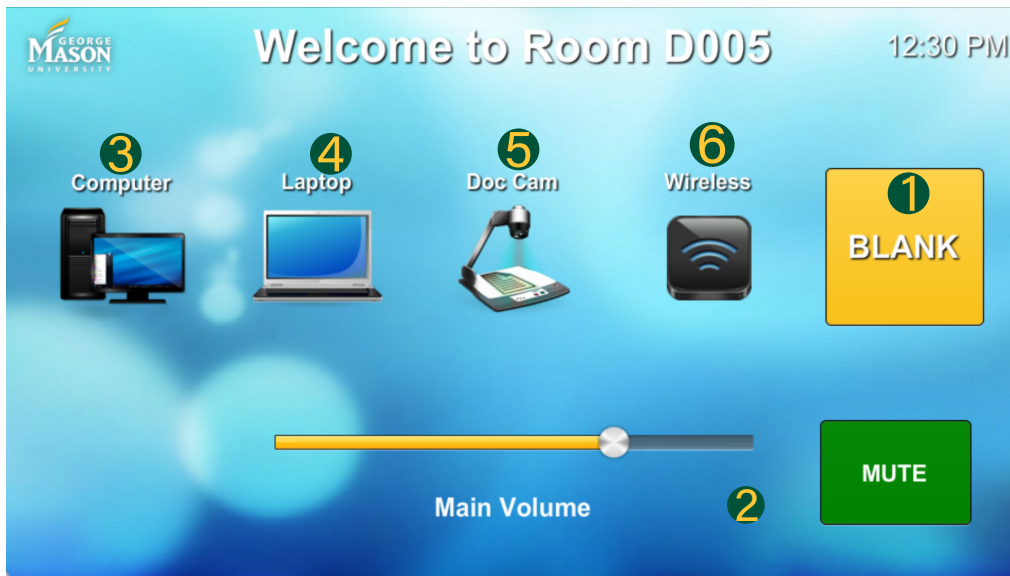 GEORGE
MASON
UNIVERSITY
Welcome to Room D005
12:30 PM
3
4
5
6
Computer
Laptop
Doc Cam
Wireless
1
BLANK
MUTE
Main Volume
2